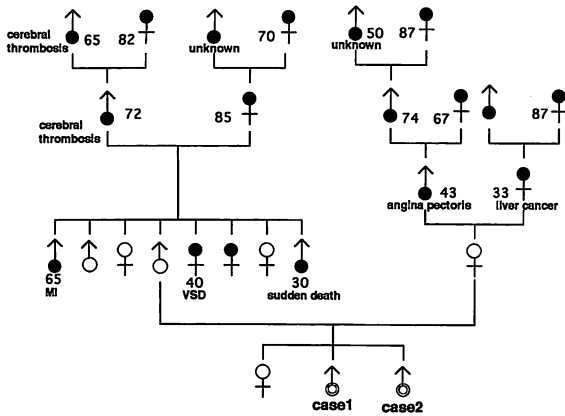 cerebral
thrombosis 65 82
unknown 70
unknown 50 87
cerebral
thrombosis 72
85
74 67 87
43 33
angina pectoris liver cancer
65
MI
40
VSD
30
sudden death
case1 case2